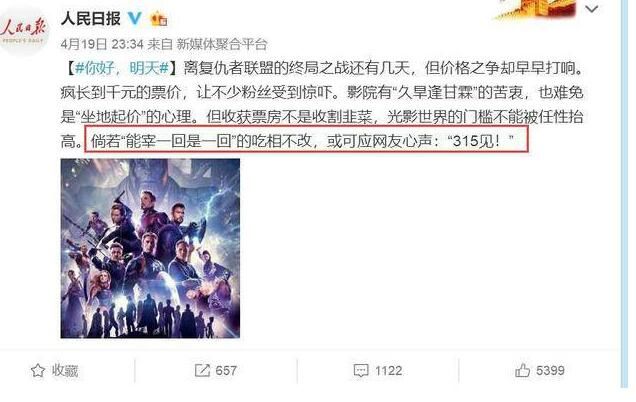 人民日报
PEOPLE'S DAILY
人民日报
4月19日 23:34 来自 新媒体聚合平台
【#你好，明天#】离复仇者联盟的终局之战还有几天，但价格之争却早早打响。
疯长到千元的票价，让不少粉丝受到惊吓。影院有“久旱逢甘霖”的苦衷，也难免
是“坐地起价”的心理。但收获票房不是收割韭菜，光影世界的门槛不能被任性抬
高。倘若“能宰一回是一回”的吃相不改，或可应网友心声：“315见！”
收藏
657
1122
5399